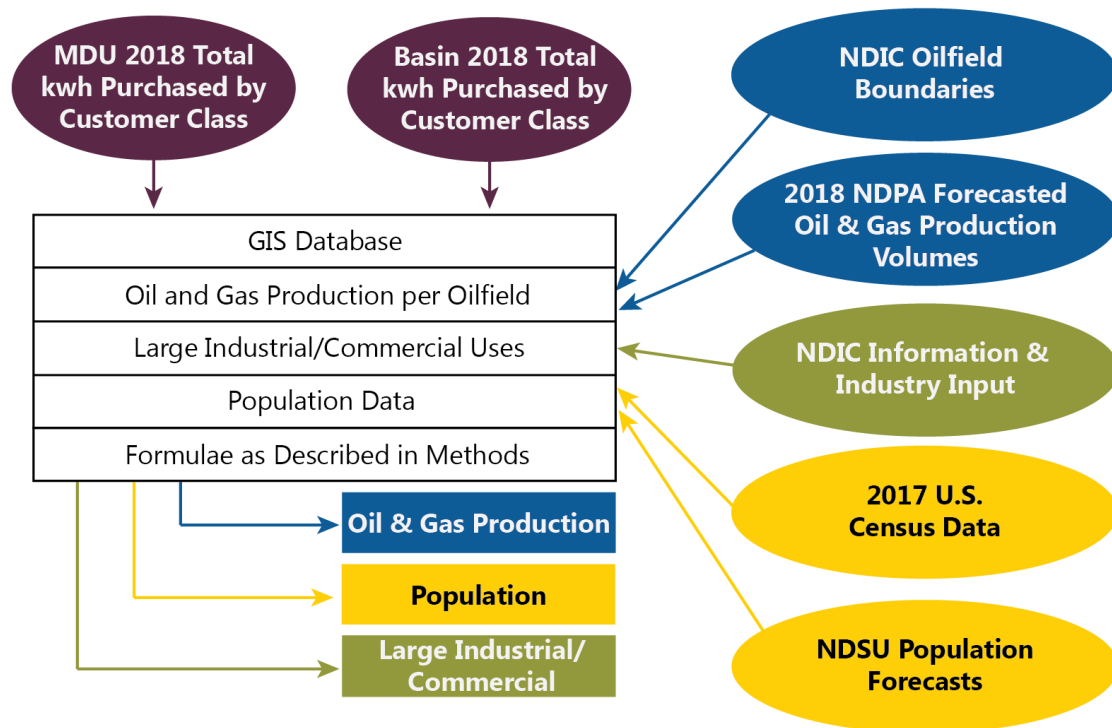 MDU 2018 Total
kwh Purchased by
Customer Class
Basin 2018 Total
kwh Purchased by
Customer Class
NDIC Oilfield
Boundaries
2018 NDPA Forecasted
Oil & Gas Production
Volumes
NDIC Information &
Industry Input
2017 U.S.
Census Data
NDSU Population
Forecasts
GIS Database
Oil and Gas Production per Oilfield
Large Industrial/Commercial Uses
Population Data
Formulae as Described in Methods
Oil & Gas Production
Population
Large Industrial/
Commercial